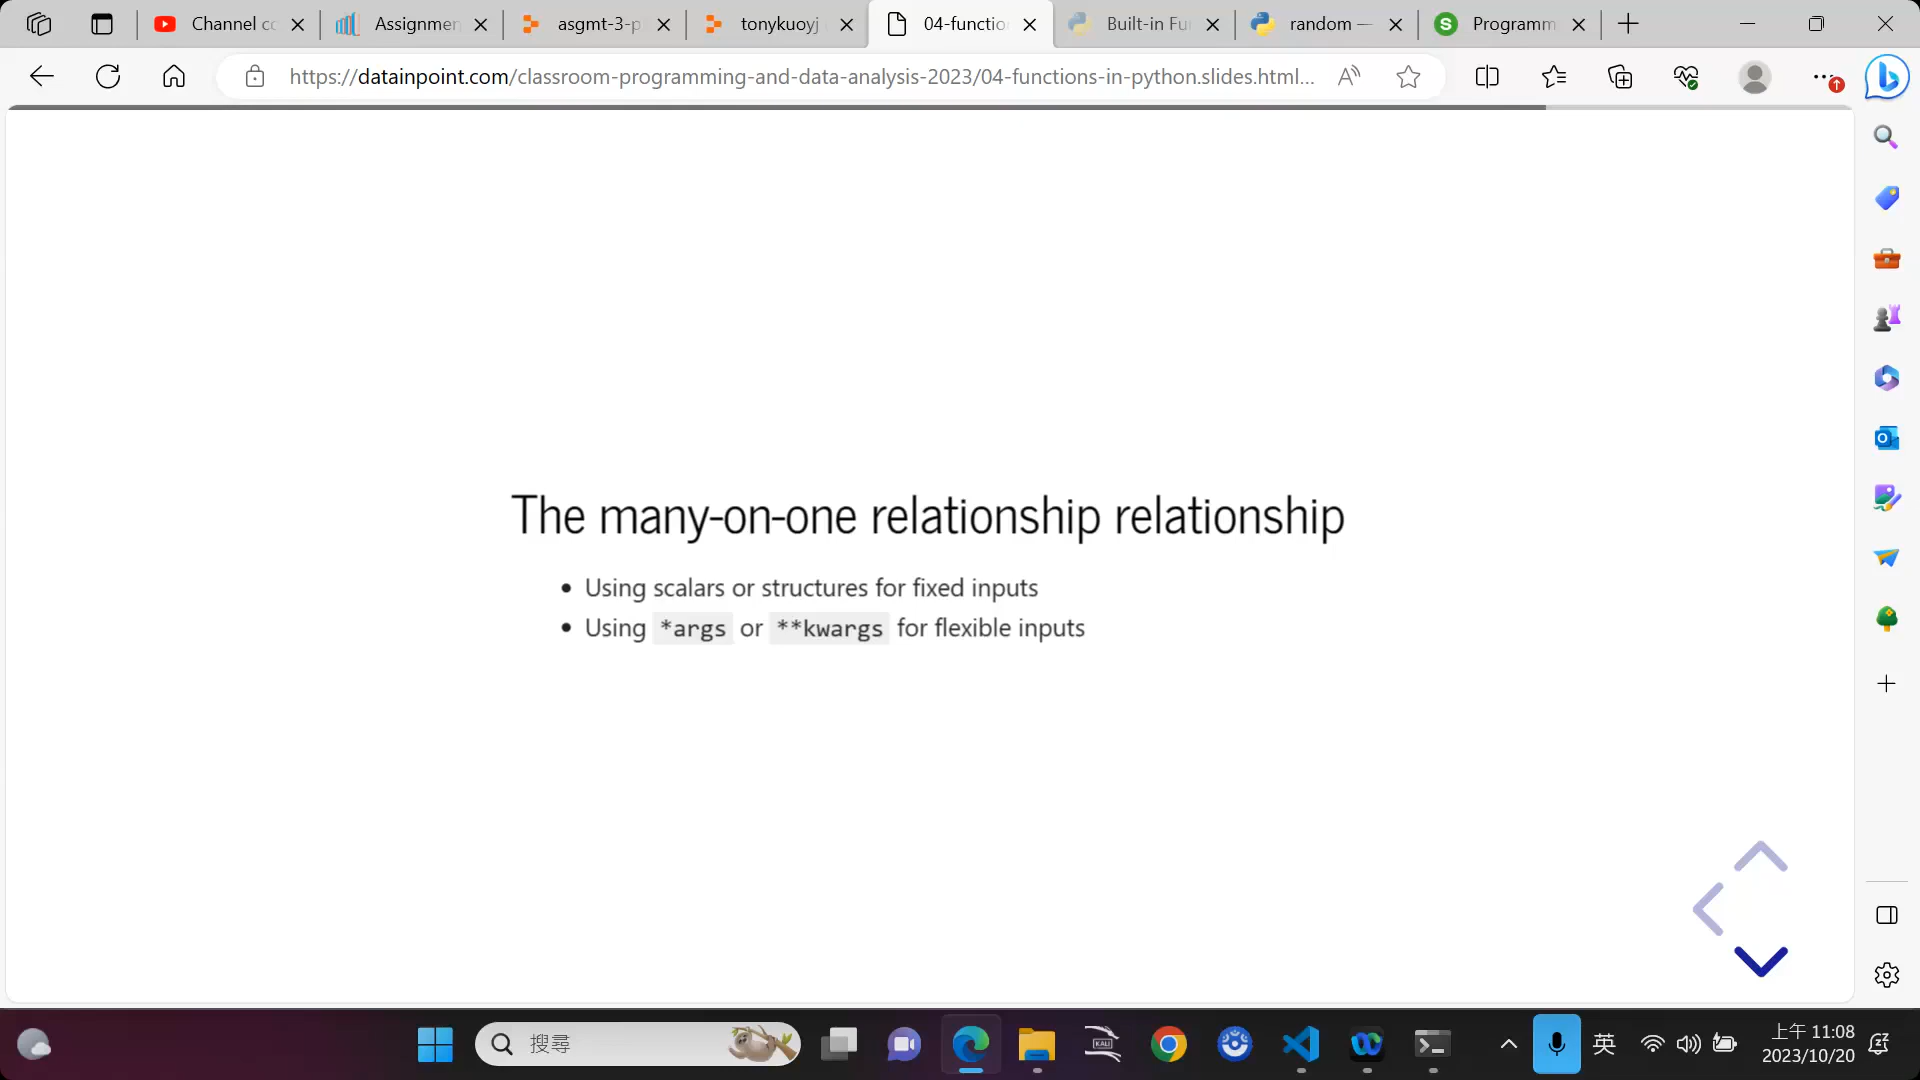 Channel cc
Assignmen
asgmt-3-p
tonykuoyj
04-functio
Built-in Fu
random —
Programm
https://datainpoint.com/classroom-programming-and-data-analysis-2023/04-functions-in-python.slides.html...
The many-on-one relationship relationship
Using scalars or structures for fixed inputs
Using *args or **kwargs for flexible inputs
搜尋
KALI
英
上午 11:08
2023/10/20